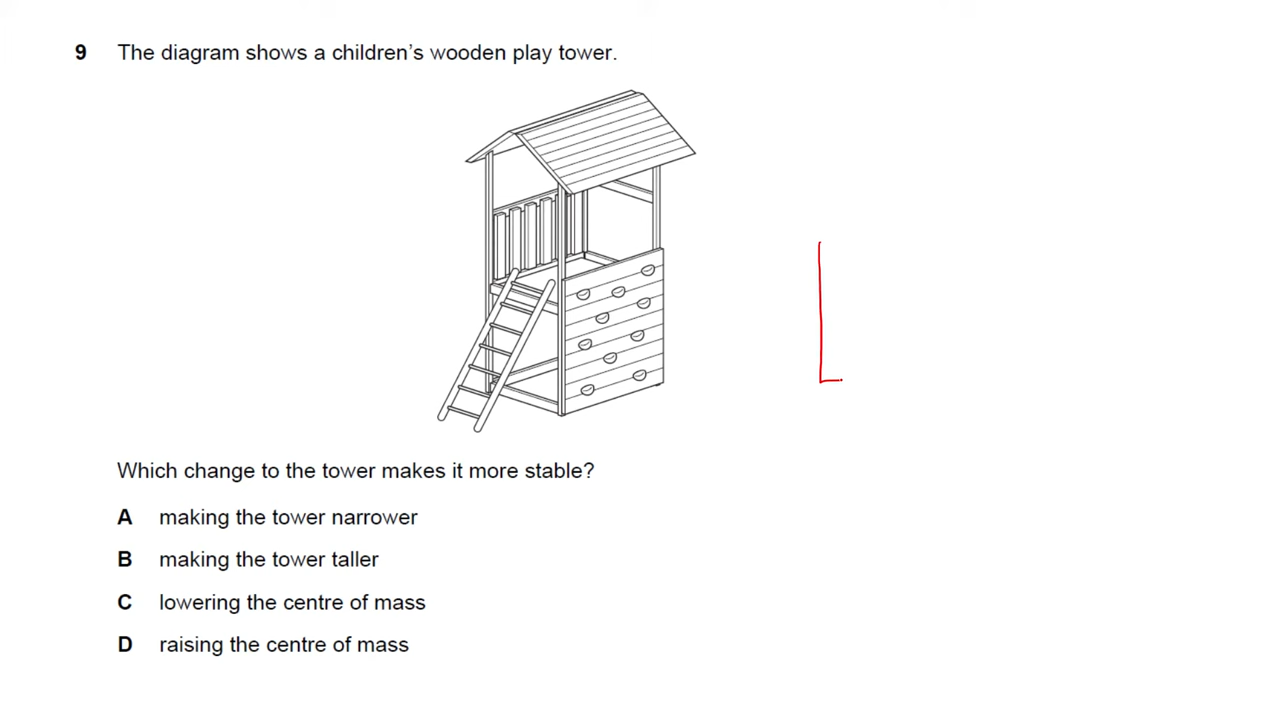 9 The diagram shows a children's wooden play tower.
Which change to the tower makes it more stable?
A making the tower narrower
B making the tower taller
C lowering the centre of mass
D raising the centre of mass